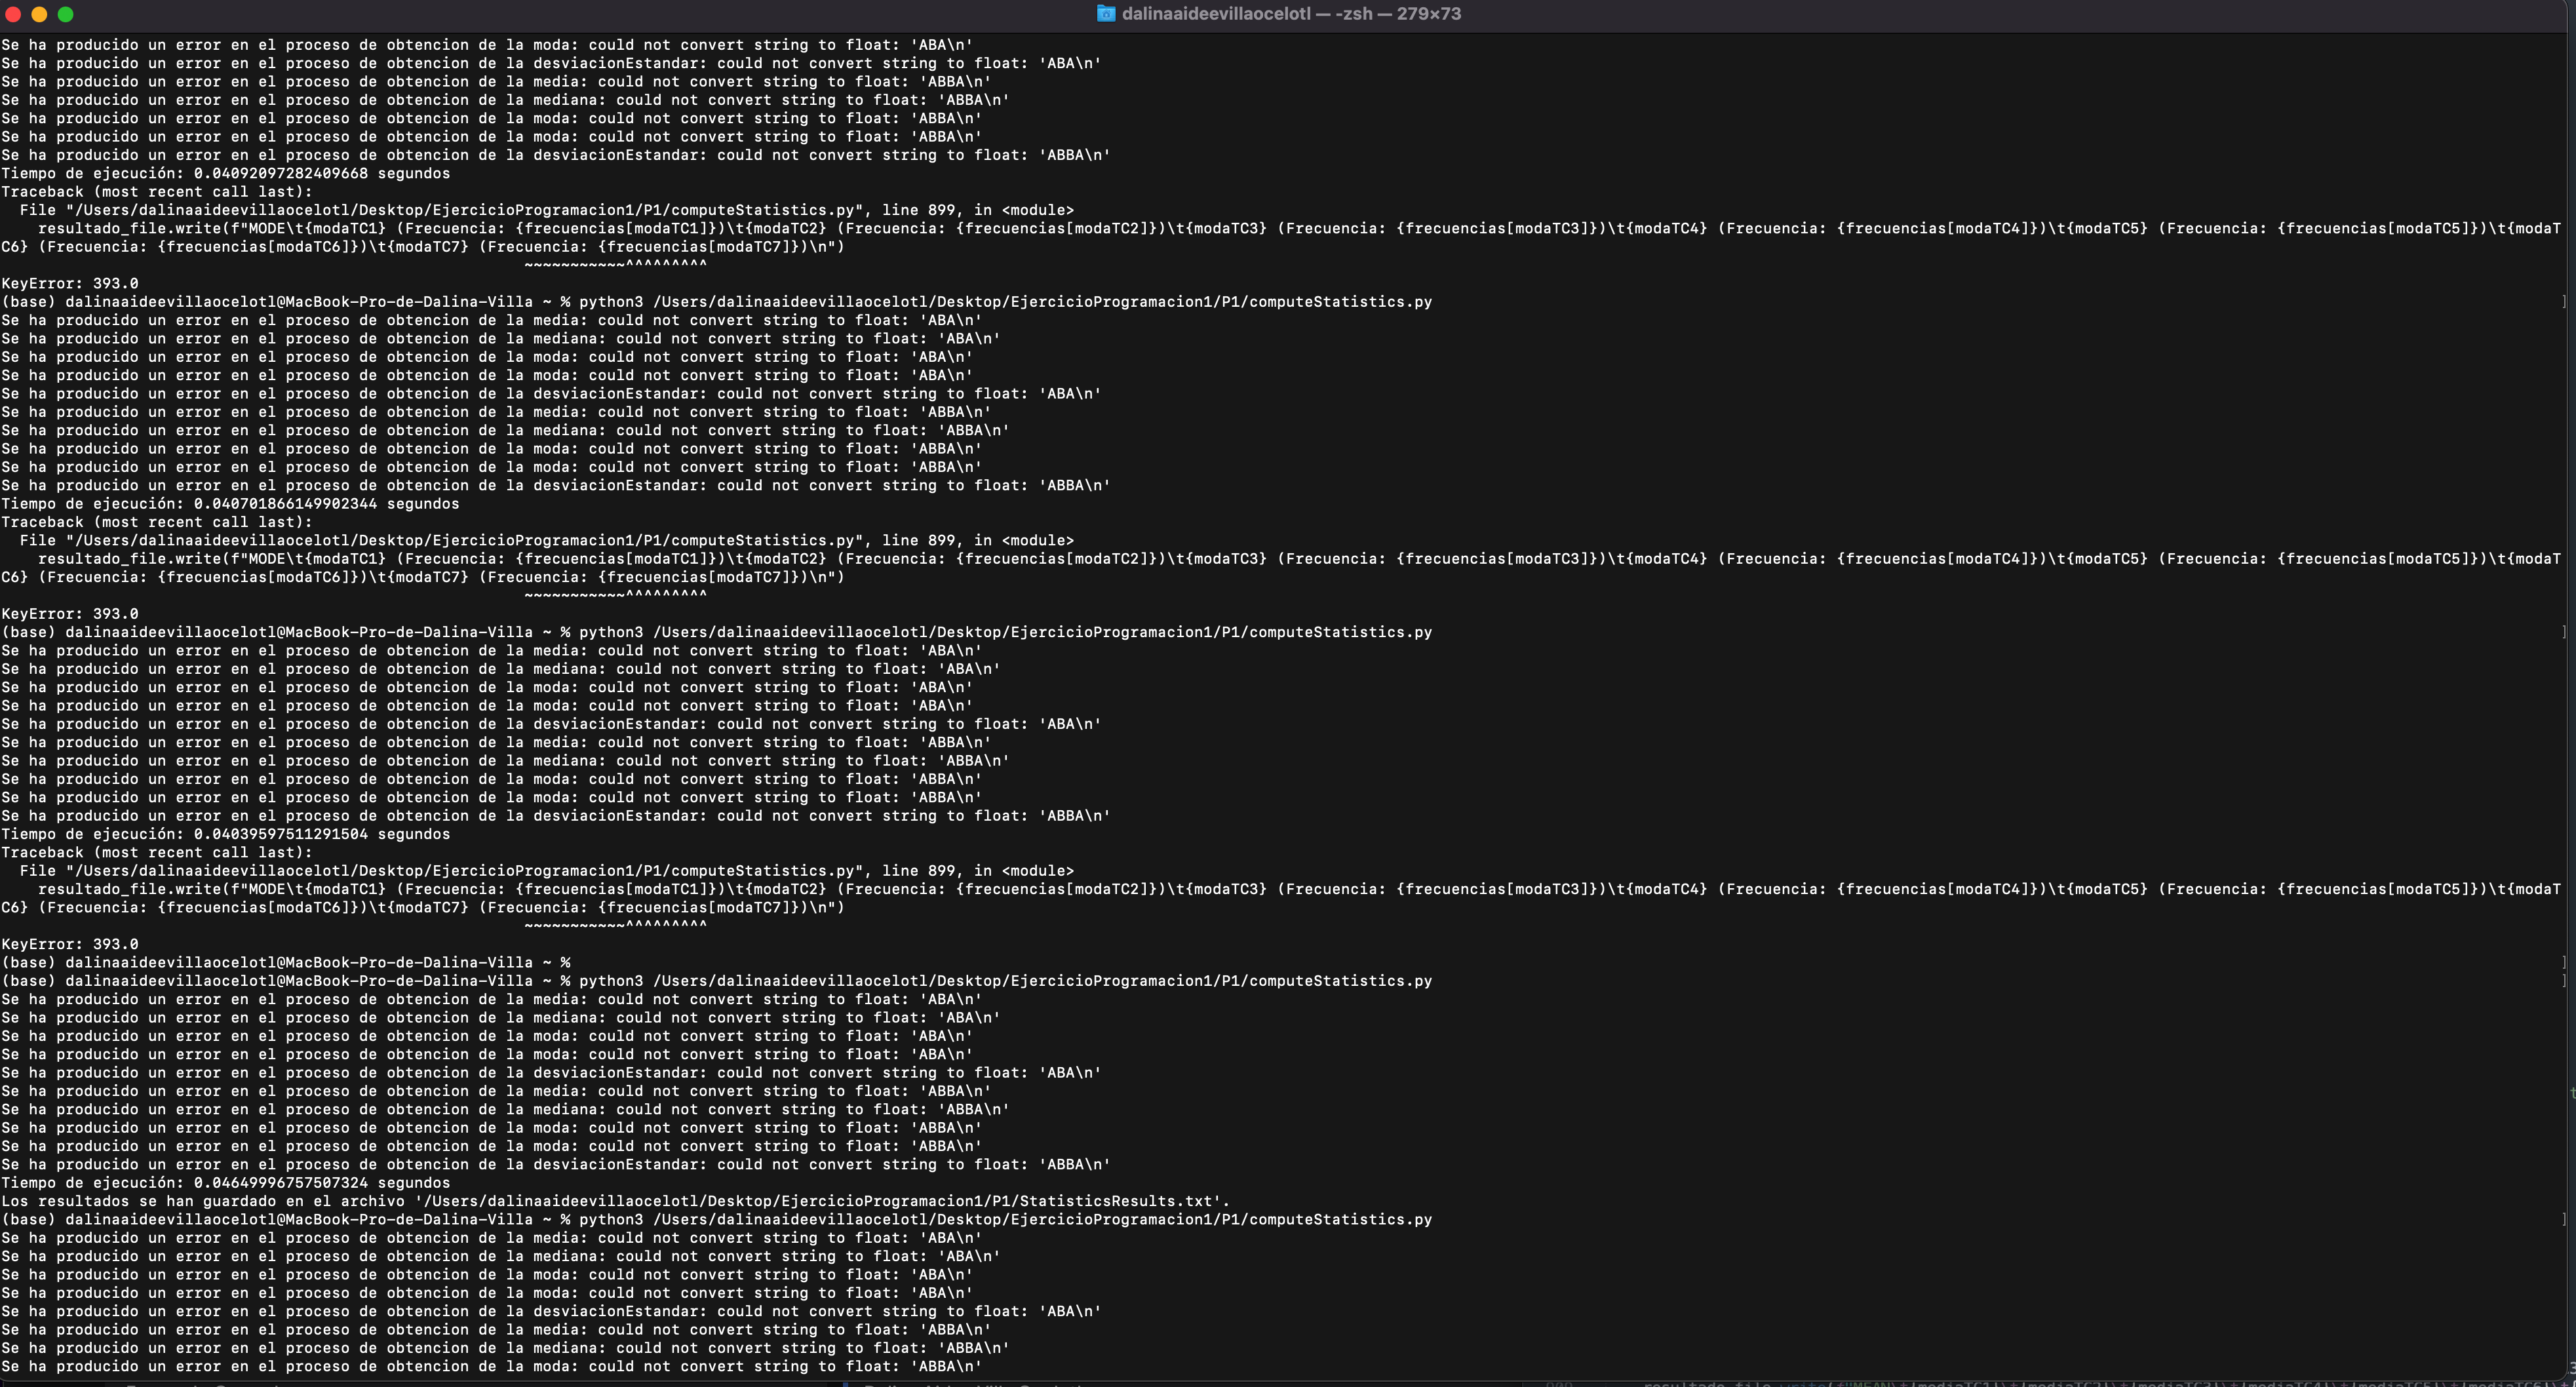 dalinaaideevillaocelotl — -zsh — 279×73
Se ha producido un error en el proceso de obtencion de la moda: could not convert string to float: 'ABA\n'
Se ha producido un error en el proceso de obtencion de la desviacionEstandar: could not convert string to float: 'ABA\n'
Se ha producido un error en el proceso de obtencion de la media: could not convert string to float: 'ABBA\n'
Se ha producido un error en el proceso de obtencion de la mediana: could not convert string to float: 'ABBA\n'
Se ha producido un error en el proceso de obtencion de la moda: could not convert string to float: 'ABBA\n'
Se ha producido un error en el proceso de obtencion de la moda: could not convert string to float: 'ABBA\n'
Se ha producido un error en el proceso de obtencion de la desviacionEstandar: could not convert string to float: 'ABBA\n'
Tiempo de ejecución: 0.04092097282409668 segundos
Traceback (most recent call last):
  File "/Users/dalinaaideevillaocelotl/Desktop/EjercicioProgramacion1/P1/computeStatistics.py", line 899, in <module>
    resultado_file.write(f"MODE\t{modaTC1} (Frecuencia: {frecuencias[modaTC1]})\t{modaTC2} (Frecuencia: {frecuencias[modaTC2]})\t{modaTC3} (Frecuencia: {frecuencias[modaTC3]})\t{modaTC4} (Frecuencia: {frecuencias[modaTC4]})\t{modaTC5} (Frecuencia: {frecuencias[modaTC5]})\t{modaT
C6} (Frecuencia: {frecuencias[modaTC6]})\t{modaTC7} (Frecuencia: {frecuencias[modaTC7]})\n")
~~~~~~~~~~~^^^^^^^^^
KeyError: 393.0
(base) dalinaaideevillaocelotl@MacBook-Pro-de-Dalina-Villa ~ % python3 /Users/dalinaaideevillaocelotl/Desktop/EjercicioProgramacion1/P1/computeStatistics.py ]
Se ha producido un error en el proceso de obtencion de la media: could not convert string to float: 'ABA\n'
Se ha producido un error en el proceso de obtencion de la mediana: could not convert string to float: 'ABA\n'
Se ha producido un error en el proceso de obtencion de la moda: could not convert string to float: 'ABA\n'
Se ha producido un error en el proceso de obtencion de la moda: could not convert string to float: 'ABA\n'
Se ha producido un error en el proceso de obtencion de la desviacionEstandar: could not convert string to float: 'ABA\n'
Se ha producido un error en el proceso de obtencion de la media: could not convert string to float: 'ABBA\n'
Se ha producido un error en el proceso de obtencion de la mediana: could not convert string to float: 'ABBA\n'
Se ha producido un error en el proceso de obtencion de la moda: could not convert string to float: 'ABBA\n'
Se ha producido un error en el proceso de obtencion de la moda: could not convert string to float: 'ABBA\n'
Se ha producido un error en el proceso de obtencion de la desviacionEstandar: could not convert string to float: 'ABBA\n'
Tiempo de ejecución: 0.040701866149902344 segundos
Traceback (most recent call last):
  File "/Users/dalinaaideevillaocelotl/Desktop/EjercicioProgramacion1/P1/computeStatistics.py", line 899, in <module>
    resultado_file.write(f"MODE\t{modaTC1} (Frecuencia: {frecuencias[modaTC1]})\t{modaTC2} (Frecuencia: {frecuencias[modaTC2]})\t{modaTC3} (Frecuencia: {frecuencias[modaTC3]})\t{modaTC4} (Frecuencia: {frecuencias[modaTC4]})\t{modaTC5} (Frecuencia: {frecuencias[modaTC5]})\t{modaT
C6} (Frecuencia: {frecuencias[modaTC6]})\t{modaTC7} (Frecuencia: {frecuencias[modaTC7]})\n")
~~~~~~~~~~~^^^^^^^^^
KeyError: 393.0
(base) dalinaaideevillaocelotl@MacBook-Pro-de-Dalina-Villa ~ % python3 /Users/dalinaaideevillaocelotl/Desktop/EjercicioProgramacion1/P1/computeStatistics.py ]
Se ha producido un error en el proceso de obtencion de la media: could not convert string to float: 'ABA\n'
Se ha producido un error en el proceso de obtencion de la mediana: could not convert string to float: 'ABA\n'
Se ha producido un error en el proceso de obtencion de la moda: could not convert string to float: 'ABA\n'
Se ha producido un error en el proceso de obtencion de la moda: could not convert string to float: 'ABA\n'
Se ha producido un error en el proceso de obtencion de la desviacionEstandar: could not convert string to float: 'ABA\n'
Se ha producido un error en el proceso de obtencion de la media: could not convert string to float: 'ABBA\n'
Se ha producido un error en el proceso de obtencion de la mediana: could not convert string to float: 'ABBA\n'
Se ha producido un error en el proceso de obtencion de la moda: could not convert string to float: 'ABBA\n'
Se ha producido un error en el proceso de obtencion de la moda: could not convert string to float: 'ABBA\n'
Se ha producido un error en el proceso de obtencion de la desviacionEstandar: could not convert string to float: 'ABBA\n'
Tiempo de ejecución: 0.04039597511291504 segundos
Traceback (most recent call last):
  File "/Users/dalinaaideevillaocelotl/Desktop/EjercicioProgramacion1/P1/computeStatistics.py", line 899, in <module>
    resultado_file.write(f"MODE\t{modaTC1} (Frecuencia: {frecuencias[modaTC1]})\t{modaTC2} (Frecuencia: {frecuencias[modaTC2]})\t{modaTC3} (Frecuencia: {frecuencias[modaTC3]})\t{modaTC4} (Frecuencia: {frecuencias[modaTC4]})\t{modaTC5} (Frecuencia: {frecuencias[modaTC5]})\t{modaT
C6} (Frecuencia: {frecuencias[modaTC6]})\t{modaTC7} (Frecuencia: {frecuencias[modaTC7]})\n")
~~~~~~~~~~~^^^^^^^^^
KeyError: 393.0
(base) dalinaaideevillaocelotl@MacBook-Pro-de-Dalina-Villa ~ % ]
(base) dalinaaideevillaocelotl@MacBook-Pro-de-Dalina-Villa ~ % python3 /Users/dalinaaideevillaocelotl/Desktop/EjercicioProgramacion1/P1/computeStatistics.py ]
Se ha producido un error en el proceso de obtencion de la media: could not convert string to float: 'ABA\n'
Se ha producido un error en el proceso de obtencion de la mediana: could not convert string to float: 'ABA\n'
Se ha producido un error en el proceso de obtencion de la moda: could not convert string to float: 'ABA\n'
Se ha producido un error en el proceso de obtencion de la moda: could not convert string to float: 'ABA\n'
Se ha producido un error en el proceso de obtencion de la desviacionEstandar: could not convert string to float: 'ABA\n'
Se ha producido un error en el proceso de obtencion de la media: could not convert string to float: 'ABBA\n'
Se ha producido un error en el proceso de obtencion de la mediana: could not convert string to float: 'ABBA\n'
Se ha producido un error en el proceso de obtencion de la moda: could not convert string to float: 'ABBA\n'
Se ha producido un error en el proceso de obtencion de la moda: could not convert string to float: 'ABBA\n'
Se ha producido un error en el proceso de obtencion de la desviacionEstandar: could not convert string to float: 'ABBA\n'
Tiempo de ejecución: 0.04649996757507324 segundos
Los resultados se han guardado en el archivo '/Users/dalinaaideevillaocelotl/Desktop/EjercicioProgramacion1/P1/StatisticsResults.txt'.
(base) dalinaaideevillaocelotl@MacBook-Pro-de-Dalina-Villa ~ % python3 /Users/dalinaaideevillaocelotl/Desktop/EjercicioProgramacion1/P1/computeStatistics.py ]
Se ha producido un error en el proceso de obtencion de la media: could not convert string to float: 'ABA\n'
Se ha producido un error en el proceso de obtencion de la mediana: could not convert string to float: 'ABA\n'
Se ha producido un error en el proceso de obtencion de la moda: could not convert string to float: 'ABA\n'
Se ha producido un error en el proceso de obtencion de la moda: could not convert string to float: 'ABA\n'
Se ha producido un error en el proceso de obtencion de la desviacionEstandar: could not convert string to float: 'ABA\n'
Se ha producido un error en el proceso de obtencion de la media: could not convert string to float: 'ABBA\n'
Se ha producido un error en el proceso de obtencion de la mediana: could not convert string to float: 'ABBA\n'
Se ha producido un error en el proceso de obtencion de la moda: could not convert string to float: 'ABBA\n'